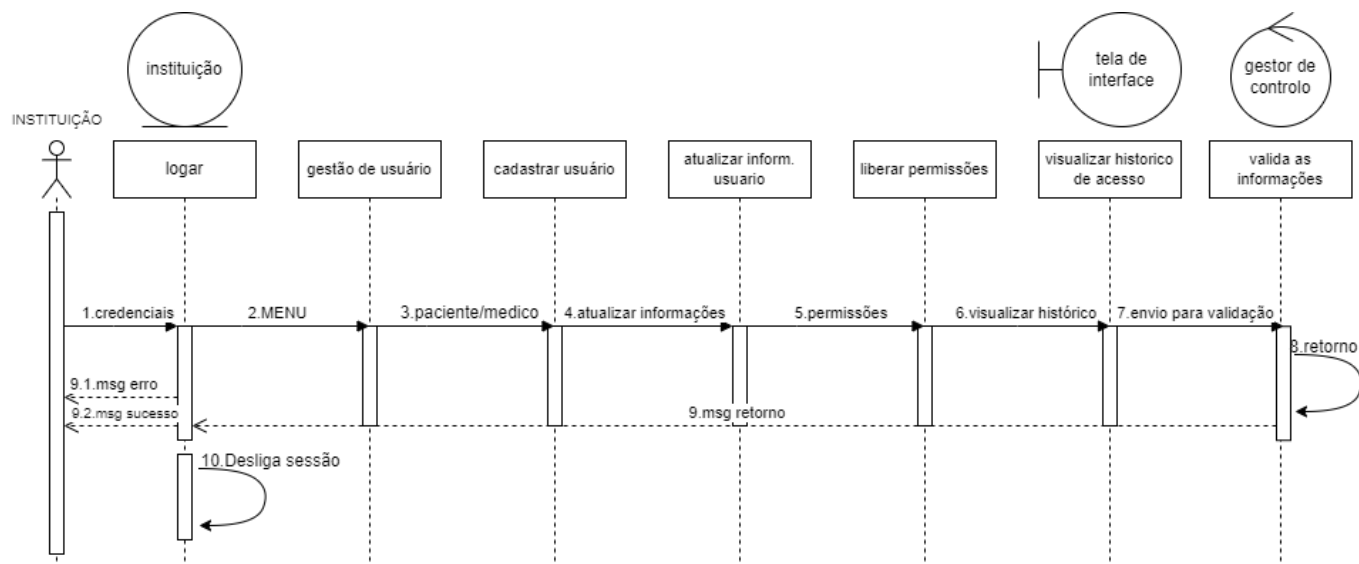 instituição
tela de
interface
gestor de
controlo
INSTITUIÇÃO
logar
gestão de usuário
cadastrar usuário
atualizar inform.
usuario
liberar permissões
visualizar historico
de acesso
valida as
informações
1.credenciais
2.MENU
3.paciente/medico
4.atualizar informações
5.permissões
6.visualizar histórico
7.envio para validação
8.retorno
9.1.msg erro
9.2.msg sucesso
9.msg retorno
10.Desliga sessão